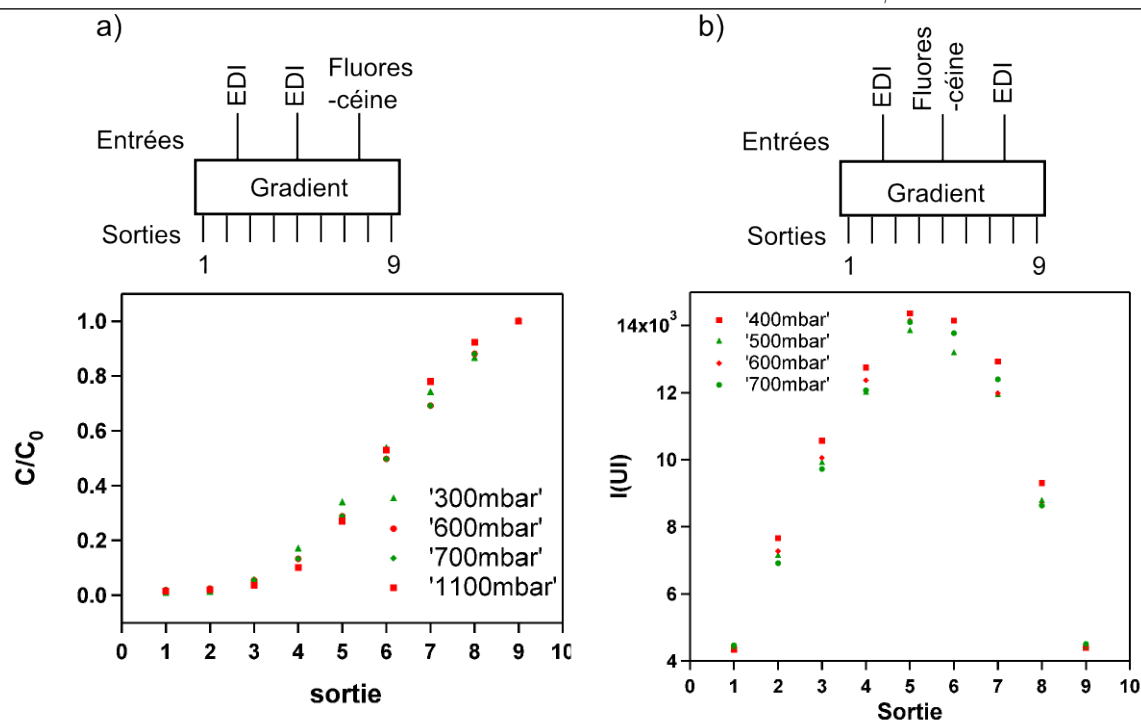 a)
EDI
EDI
Fluores
-céine
Entrées
Gradient
Sorties
1
9
1.0
0.8
0.6
0.4
0.2
0.0
C/C0
'300mbar'
'600mbar'
'700mbar'
'1100mbar'
0 1 2 3 4 5 6 7 8 9 10
sortie
b)
EDI
Fluores
-céine
EDI
Entrées
Gradient
Sorties
1
9
14x10³
12
10
8
6
4
I(UI)
'400mbar'
'500mbar'
'600mbar'
'700mbar'
0 1 2 3 4 5 6 7 8 9 10
Sortie